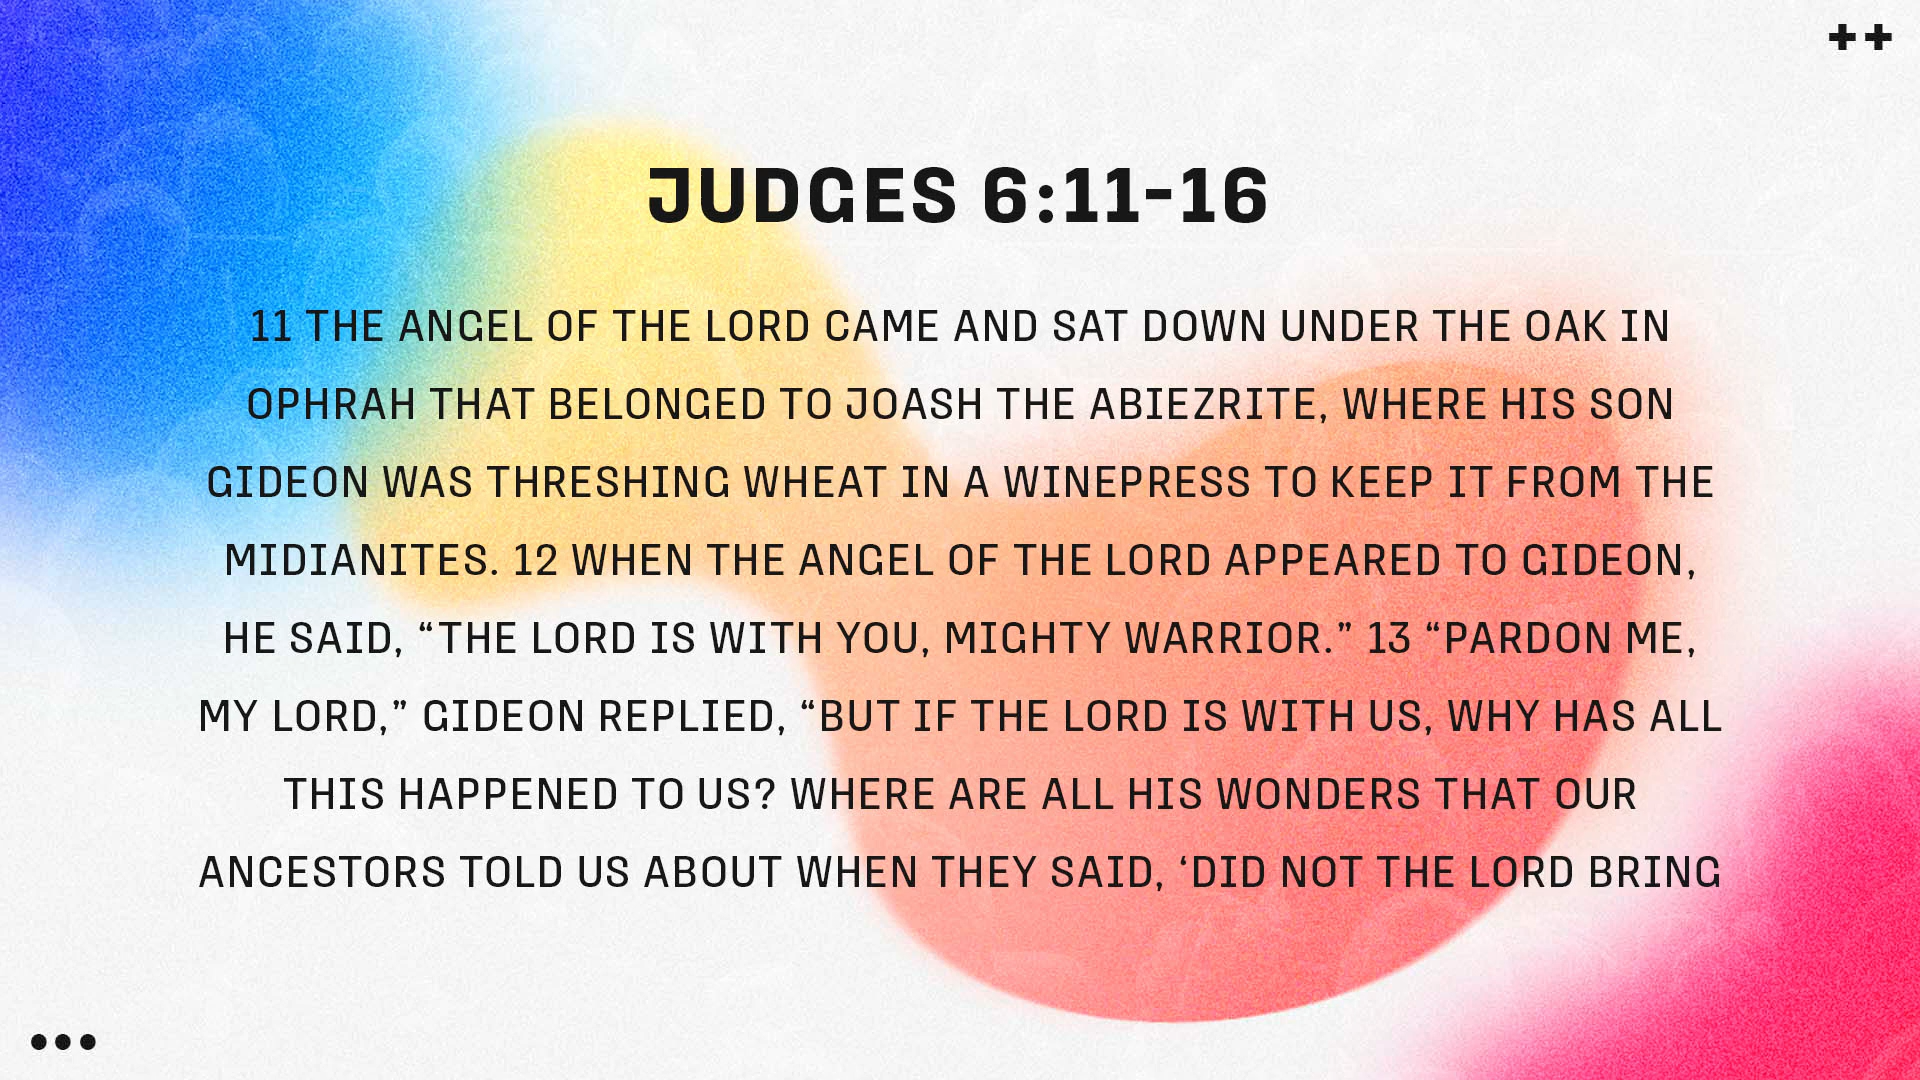 ++
JUDGES 6:11-16
11 THE ANGEL OF THE LORD CAME AND SAT DOWN UNDER THE OAK IN
OPHRAH THAT BELONGED TO JOASH THE ABIEZRITE, WHERE HIS SON
GIDEON WAS THRESHING WHEAT IN A WINEPRESS TO KEEP IT FROM THE
MIDIANITES. 12 WHEN THE ANGEL OF THE LORD APPEARED TO GIDEON,
HE SAID, “THE LORD IS WITH YOU, MIGHTY WARRIOR.” 13 “PARDON ME,
MY LORD,” GIDEON REPLIED, “BUT IF THE LORD IS WITH US, WHY HAS ALL
THIS HAPPENED TO US? WHERE ARE ALL HIS WONDERS THAT OUR
ANCESTORS TOLD US ABOUT WHEN THEY SAID, ‘DID NOT THE LORD BRING